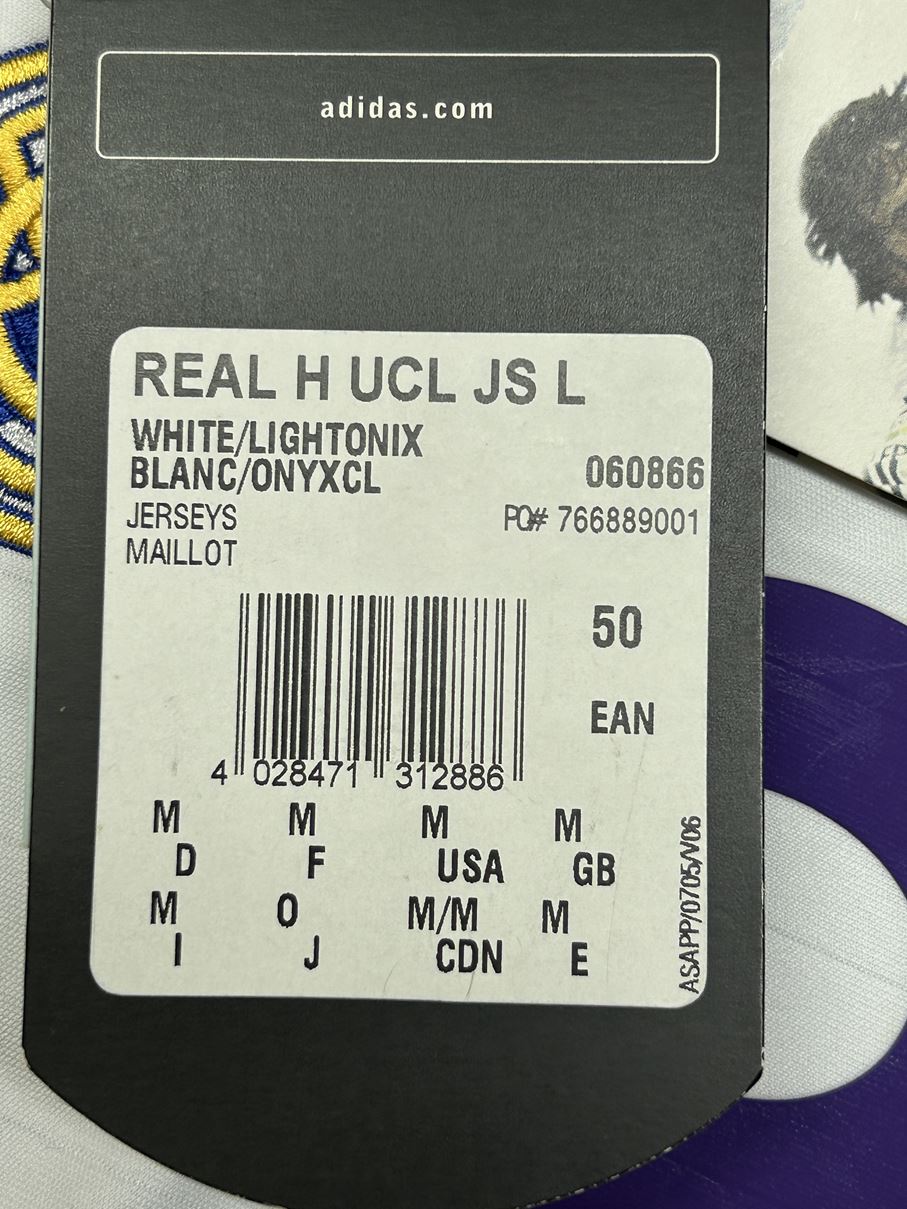 adidas.com
REAL H UCL JS L
WHITE/LIGHTONIX
BLANC/ONYXCL 060866
JERSEYS PO# 766889001
MAILLOT
50
EAN
4 028471 312886
M M M M
D F USA GB
M O M/M M
I J CDN E
ASAPP/0705/V06